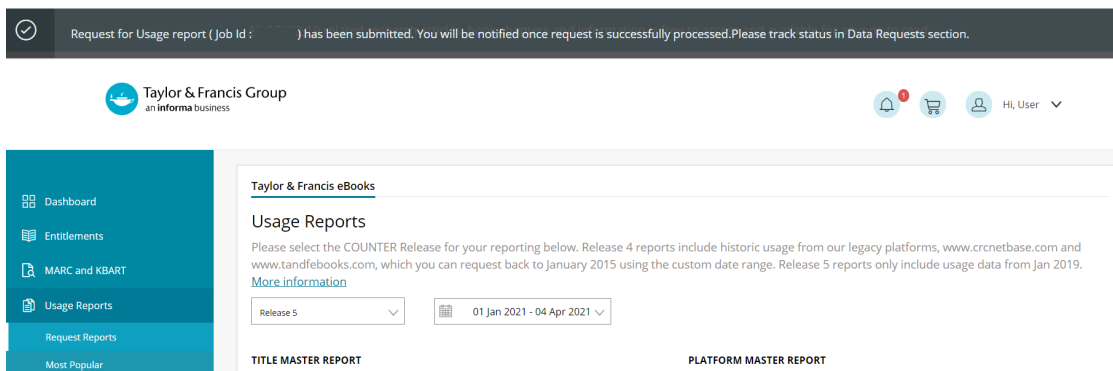 Request for Usage report ( Job Id : ) has been submitted. You will be notified once request is successfully processed.Please track status in Data Requests section.
Taylor & Francis Group
an informa business
1
Hi, User
Taylor & Francis eBooks
Dashboard
Entitlements
MARC and KBART
Usage Reports
Request Reports
Most Popular
Usage Reports
Please select the COUNTER Release for your reporting below. Release 4 reports include historic usage from our legacy platforms, www.crcnetbase.com and
www.tandfebooks.com, which you can request back to January 2015 using the custom date range. Release 5 reports only include usage data from Jan 2019.
More information
Release 5
01 Jan 2021 - 04 Apr 2021
TITLE MASTER REPORT
PLATFORM MASTER REPORT